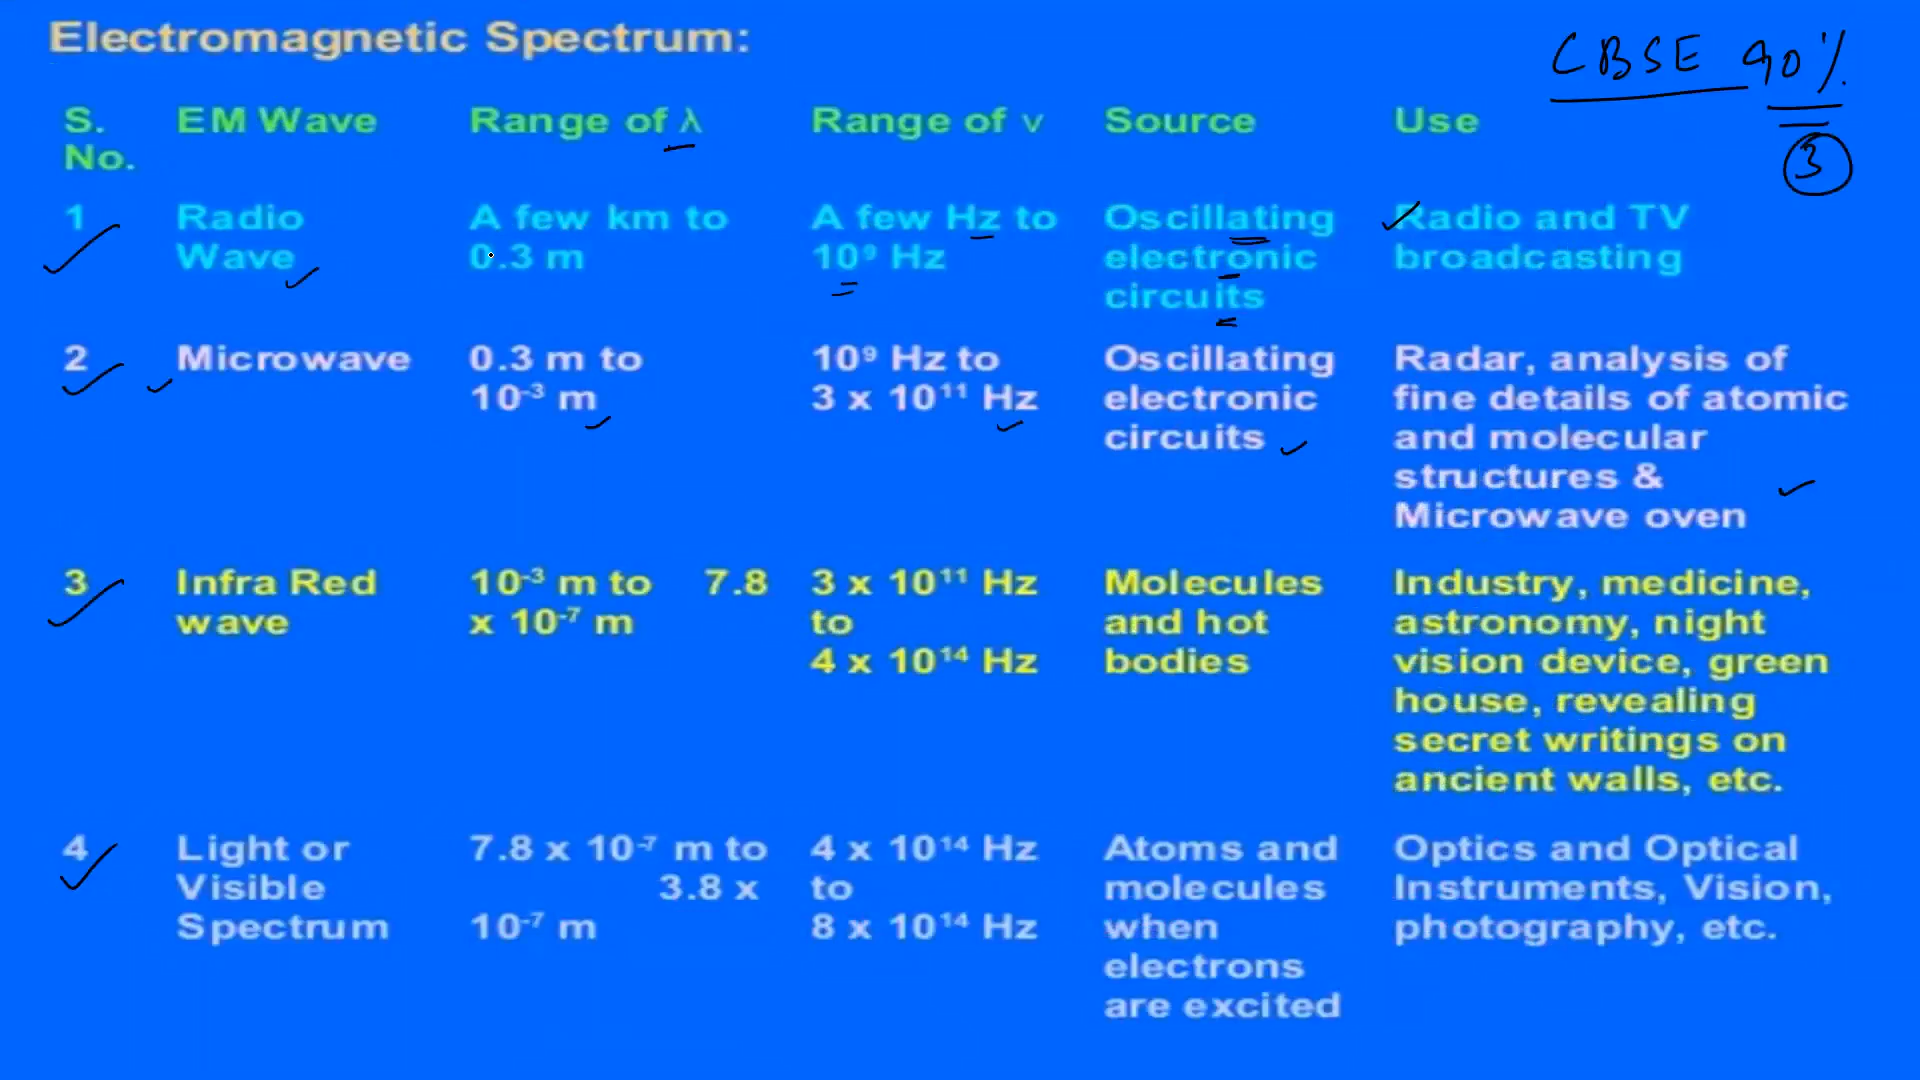 Electromagnetic Spectrum:
CBSE 90%
3
S. No. EM Wave Range of λ Range of ν Source Use
1 Radio Wave A few km to 0.3 m A few Hz to 10⁹ Hz Oscillating electronic circuits Radio and TV broadcasting
2 Microwave 0.3 m to 10⁻³ m 10⁹ Hz to 3 x 10¹¹ Hz Oscillating electronic circuits Radar, analysis of fine details of atomic and molecular structures & Microwave oven
3 Infra Red wave 10⁻³ m to 7.8 x 10⁻⁷ m 3 x 10¹¹ Hz to 4 x 10¹⁴ Hz Molecules and hot bodies Industry, medicine, astronomy, night vision device, green house, revealing secret writings on ancient walls, etc.
4 Light or Visible Spectrum 7.8 x 10⁻⁷ m to 3.8 x 10⁻⁷ m 4 x 10¹⁴ Hz to 8 x 10¹⁴ Hz Atoms and molecules when electrons are excited Optics and Optical Instruments, Vision, photography, etc.